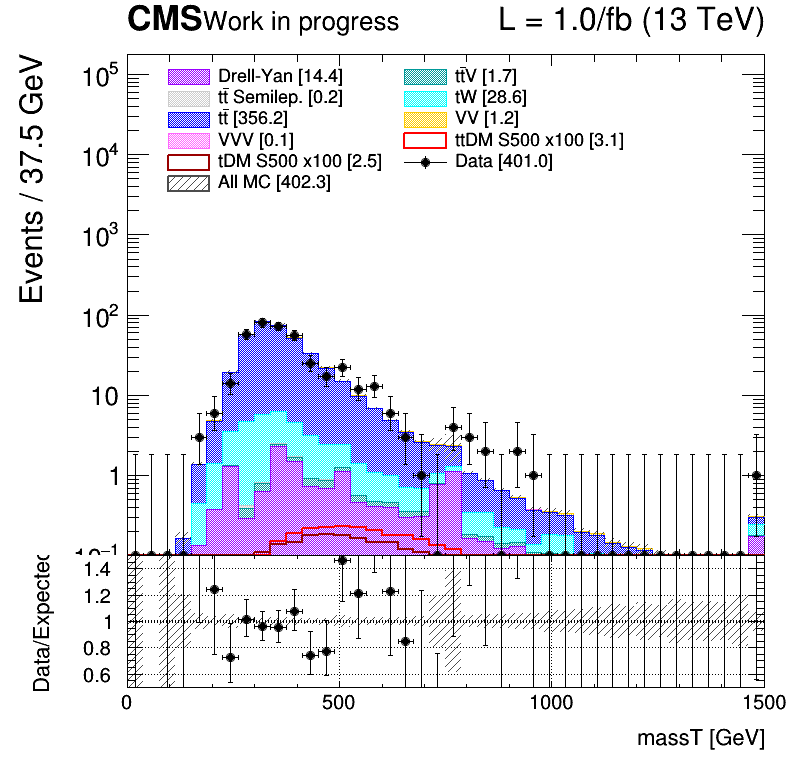 CMS Work in progress L = 1.0/fb (13 TeV)
Events / 37.5 GeV
10⁵
10⁴
10³
10²
10
1
10⁻¹
Drell-Yan [14.4]
tt̄V [1.7]
tt̄ Semilep. [0.2]
tW [28.6]
tt̄ [356.2]
VV [1.2]
VVV [0.1]
ttDM S500 x100 [3.1]
tDM S500 x100 [2.5]
Data [401.0]
All MC [402.3]
Data/Expected
1.4
1.2
1
0.8
0.6
0 500 1000 1500
massT [GeV]